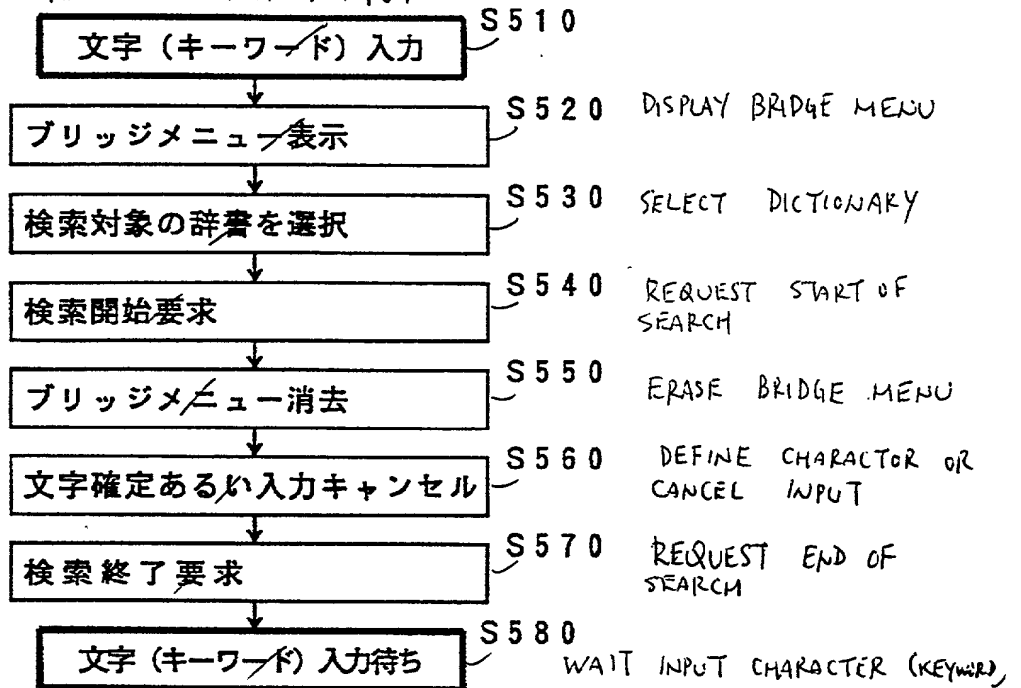 文字（キーワード）入力 S510
ブリッジメニュー表示 S520 DISPLAY BRIDGE MENU
検索対象の辞書を選択 S530 SELECT DICTIONARY
検索開始要求 S540 REQUEST START OF
SEARCH
ブリッジメニュー消去 S550 ERASE BRIDGE MENU
文字確定あるい入力キャンセル S560 DEFINE CHARACTOR OR
CANCEL INPUT
検索終了要求 S570 REQUEST END OF
SEARCH
文字（キーワード）入力待ち S580
WAIT INPUT CHARACTER (KEYWORD)